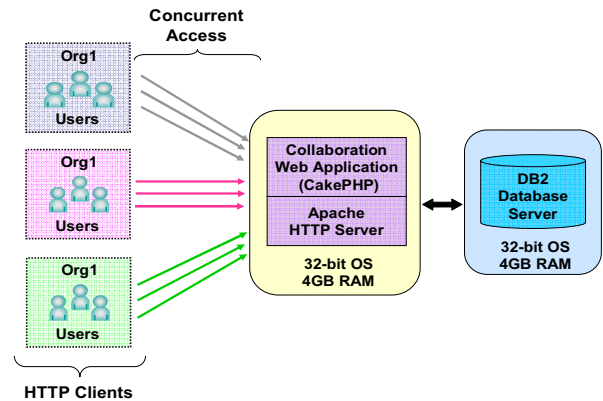 Concurrent
Access
Org1
Users
Org1
Users
Org1
Users
HTTP Clients
Collaboration
Web Application
(CakePHP)
Apache
HTTP Server
32-bit OS
4GB RAM
DB2
Database
Server
32-bit OS
4GB RAM